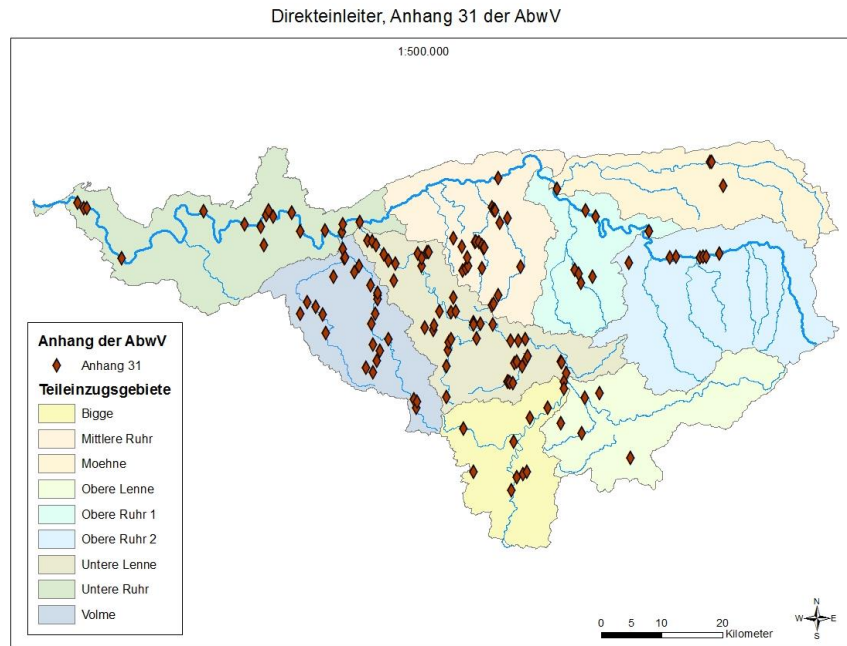 Direkteinleiter, Anhang 31 der AbwV
1:500.000
Anhang der AbwV
Anhang 31
Teileinzugsgebiete
Bigge
Mittlere Ruhr
Moehne
Obere Lenne
Obere Ruhr 1
Obere Ruhr 2
Untere Lenne
Untere Ruhr
Volme
0 5 10 20
Kilometer
N
W E
S